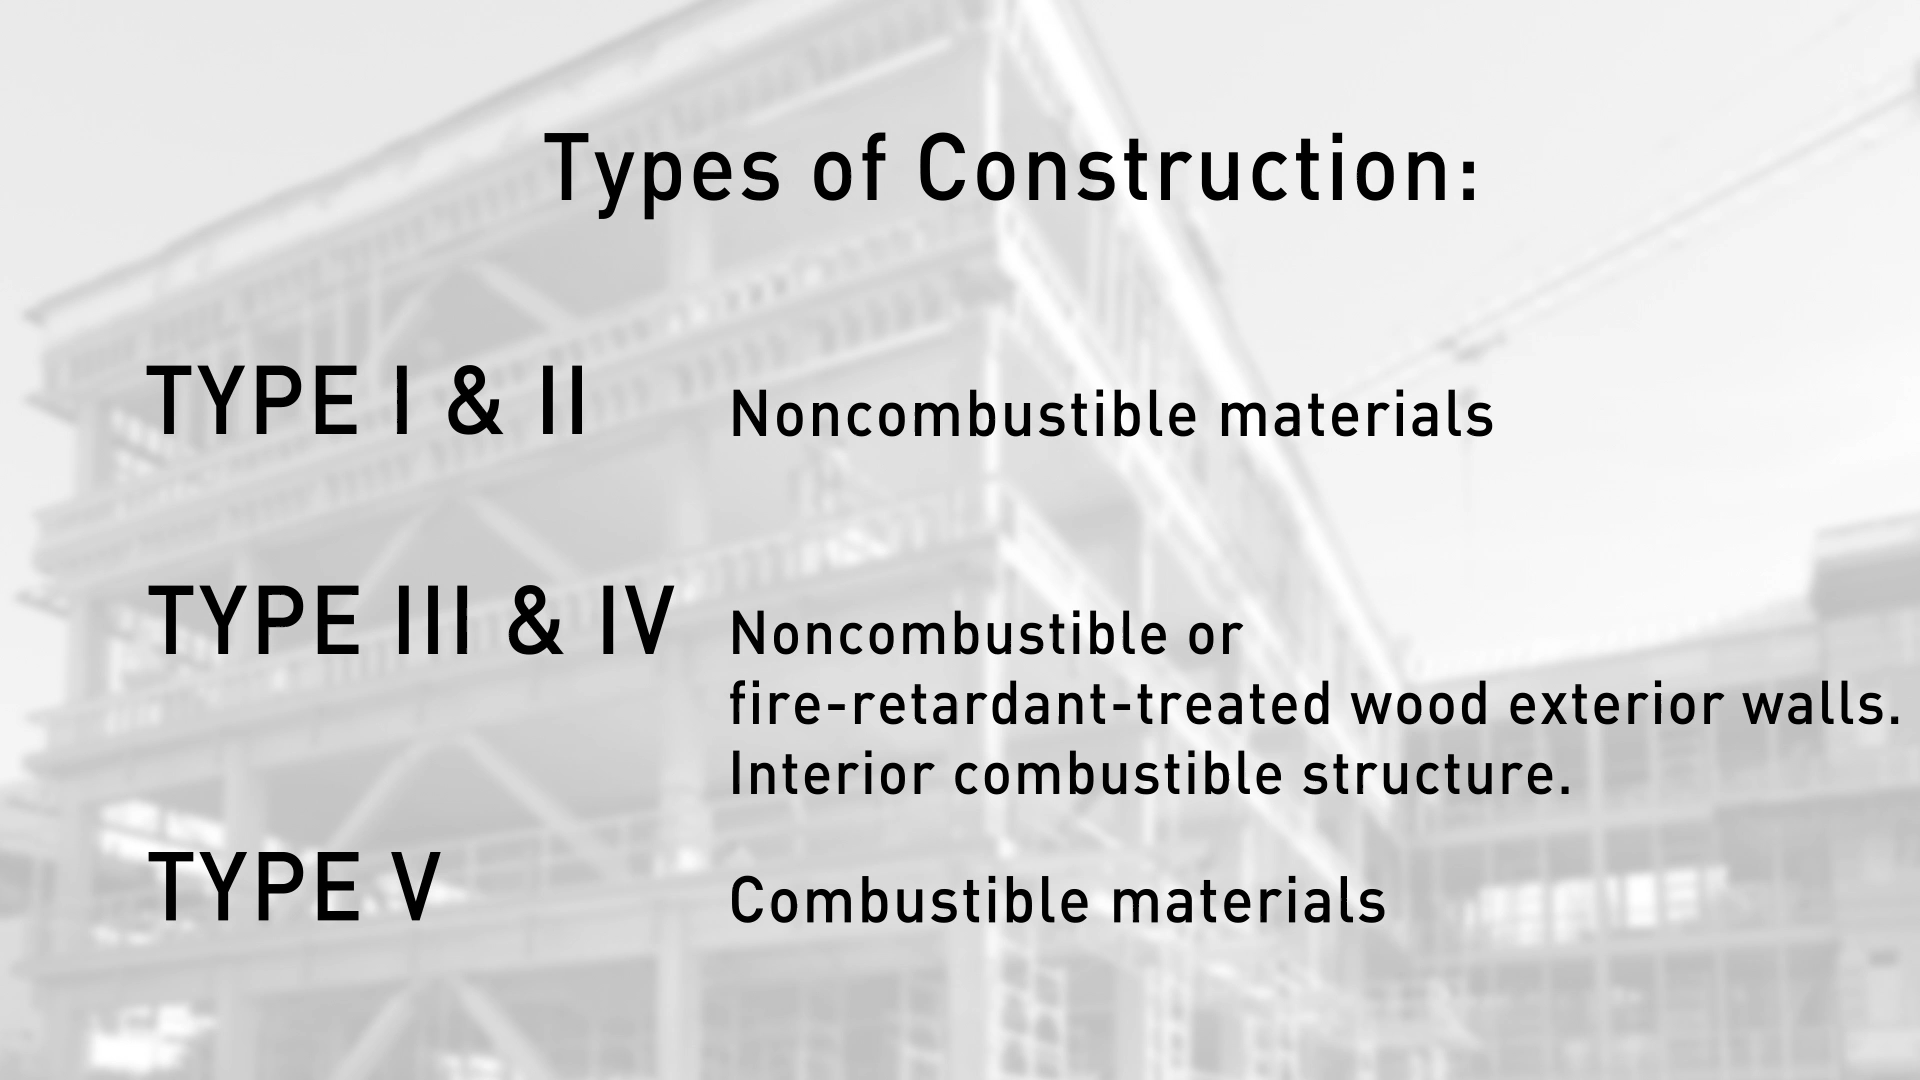 Types of Construction:
TYPE I & II Noncombustible materials
TYPE III & IV Noncombustible or
fire-retardant-treated wood exterior walls.
Interior combustible structure.
TYPE V Combustible materials